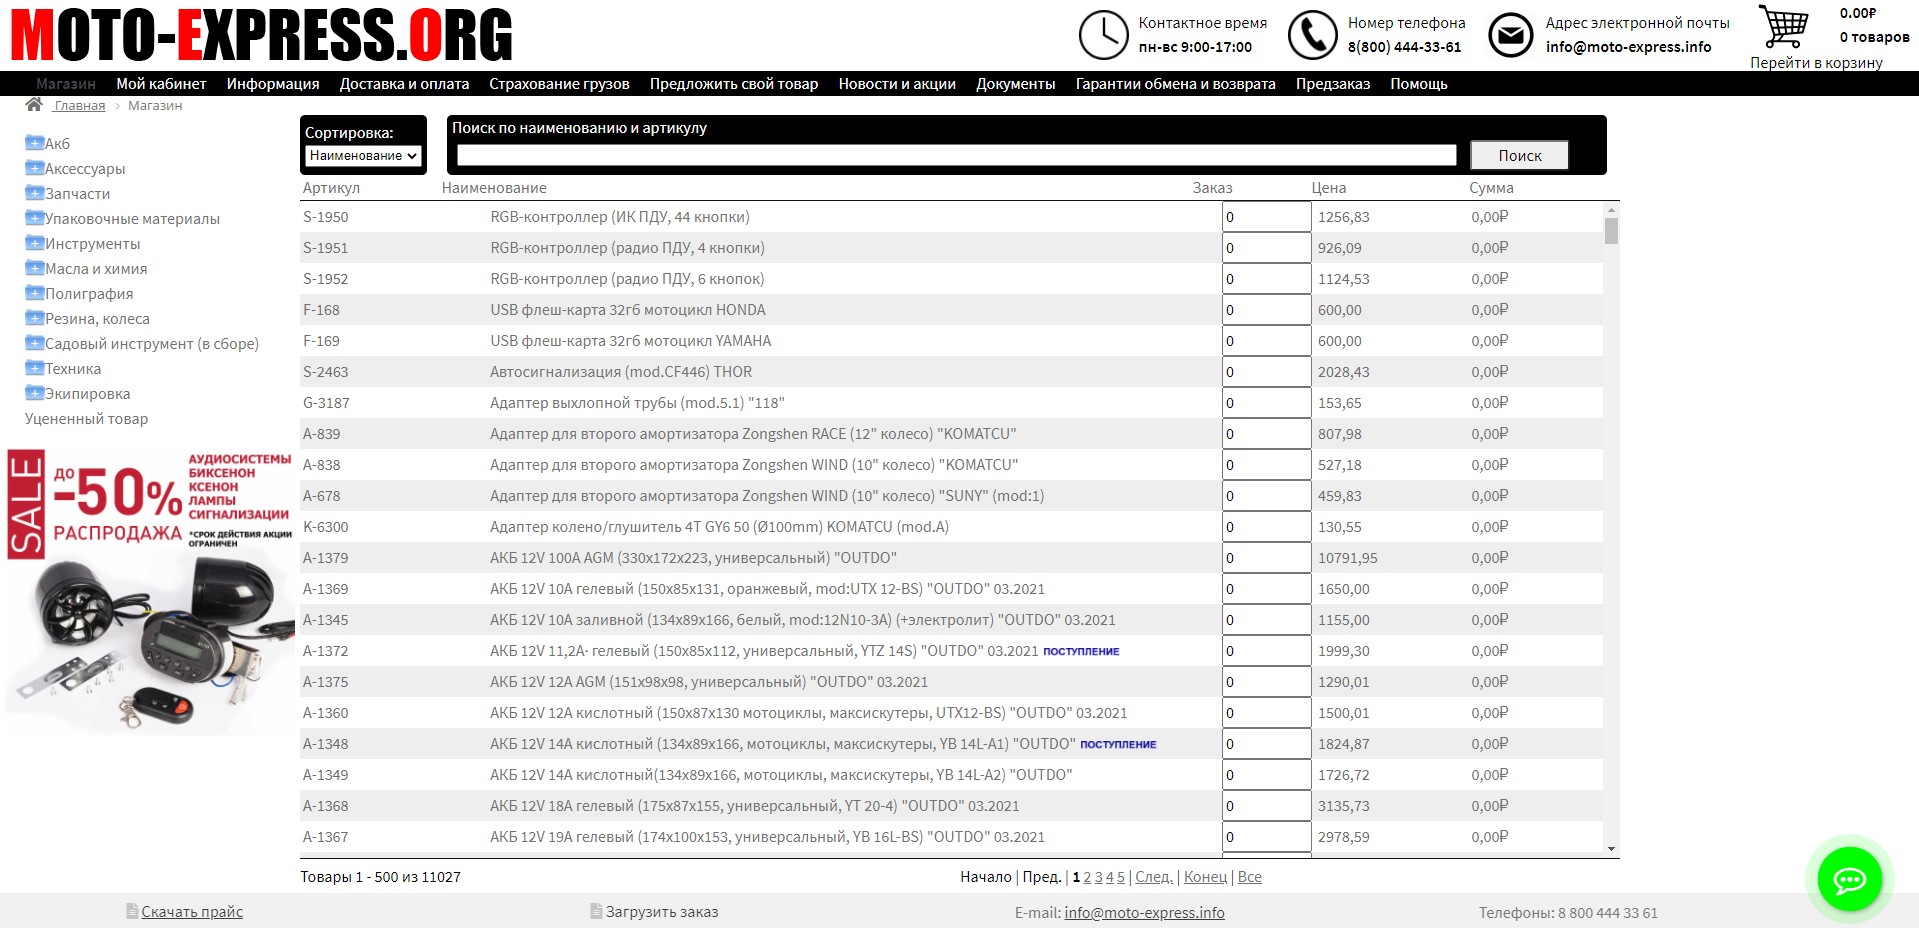 MOTO-EXPRESS.ORG
Контактное время
пн-вс 9:00-17:00
Номер телефона
8(800) 444-33-61
Адрес электронной почты
info@moto-express.info
0.00₽
0 товаров
Перейти в корзину
Магазин Мой кабинет Информация Доставка и оплата Страхование грузов Предложить свой товар Новости и акции Документы Гарантии обмена и возврата Предзаказ Помощь
Главная › Магазин
Акб
Аксессуары
Запчасти
Упаковочные материалы
Инструменты
Масла и химия
Полиграфия
Резина, колеса
Садовый инструмент (в сборе)
Техника
Экипировка
Уцененный товар
SALE
до -50%
РАСПРОДАЖА
АУДИОСИСТЕМЫ
БИКСЕНОН
КСЕНОН
ЛАМПЫ
СИГНАЛИЗАЦИИ
*СРОК ДЕЙСТВИЯ АКЦИИ
ОГРАНИЧЕН
Сортировка:
Наименование
Поиск по наименованию и артикулу
Поиск
Артикул Наименование Заказ Цена Сумма
S-1950 RGB-контроллер (ИК ПДУ, 44 кнопки) 0 1256,83 0,00₽
S-1951 RGB-контроллер (радио ПДУ, 4 кнопки) 0 926,09 0,00₽
S-1952 RGB-контроллер (радио ПДУ, 6 кнопок) 0 1124,53 0,00₽
F-168 USB флеш-карта 32гб мотоцикл HONDA 0 600,00 0,00₽
F-169 USB флеш-карта 32гб мотоцикл YAMAHA 0 600,00 0,00₽
S-2463 Автосигнализация (mod.CF446) THOR 0 2028,43 0,00₽
G-3187 Адаптер выхлопной трубы (mod.5.1) "118" 0 153,65 0,00₽
A-839 Адаптер для второго амортизатора Zongshen RACE (12" колесо) "KOMATCU" 0 807,98 0,00₽
A-838 Адаптер для второго амортизатора Zongshen WIND (10" колесо) "KOMATCU" 0 527,18 0,00₽
A-678 Адаптер для второго амортизатора Zongshen WIND (10" колесо) "SUNY" (mod:1) 0 459,83 0,00₽
K-6300 Адаптер колено/глушитель 4T GY6 50 (Ø100mm) KOMATCU (mod.A) 0 130,55 0,00₽
A-1379 АКБ 12V 100А AGM (330x172x223, универсальный) "OUTDO" 0 10791,95 0,00₽
A-1369 АКБ 12V 10А гелевый (150x85x131, оранжевый, mod:UTX 12-BS) "OUTDO" 03.2021 0 1650,00 0,00₽
A-1345 АКБ 12V 10А заливной (134x89x166, белый, mod:12N10-3A) (+электролит) "OUTDO" 03.2021 0 1155,00 0,00₽
A-1372 АКБ 12V 11,2А· гелевый (150x85x112, универсальный, YTZ 14S) "OUTDO" 03.2021 ПОСТУПЛЕНИЕ 0 1999,30 0,00₽
A-1375 АКБ 12V 12А AGM (151x98x98, универсальный) "OUTDO" 03.2021 0 1290,01 0,00₽
A-1360 АКБ 12V 12А кислотный (150x87x130 мотоциклы, максискутеры, UTX12-BS) "OUTDO" 03.2021 0 1500,01 0,00₽
A-1348 АКБ 12V 14А кислотный (134x89x166, мотоциклы, максискутеры, YB 14L-A1) "OUTDO" ПОСТУПЛЕНИЕ 0 1824,87 0,00₽
A-1349 АКБ 12V 14А кислотный(134x89x166, мотоциклы, максискутеры, YB 14L-A2) "OUTDO" 0 1726,72 0,00₽
A-1368 АКБ 12V 18А гелевый (175x87x155, универсальный, YT 20-4) "OUTDO" 03.2021 0 3135,73 0,00₽
A-1367 АКБ 12V 19А гелевый (174x100x153, универсальный, YB 16L-BS) "OUTDO" 03.2021 0 2978,59 0,00₽
Товары 1 - 500 из 11027
Начало | Пред. | 1 2 3 4 5 | След. | Конец | Все
Скачать прайс
Загрузить заказ
E-mail: info@moto-express.info
Телефоны: 8 800 444 33 61